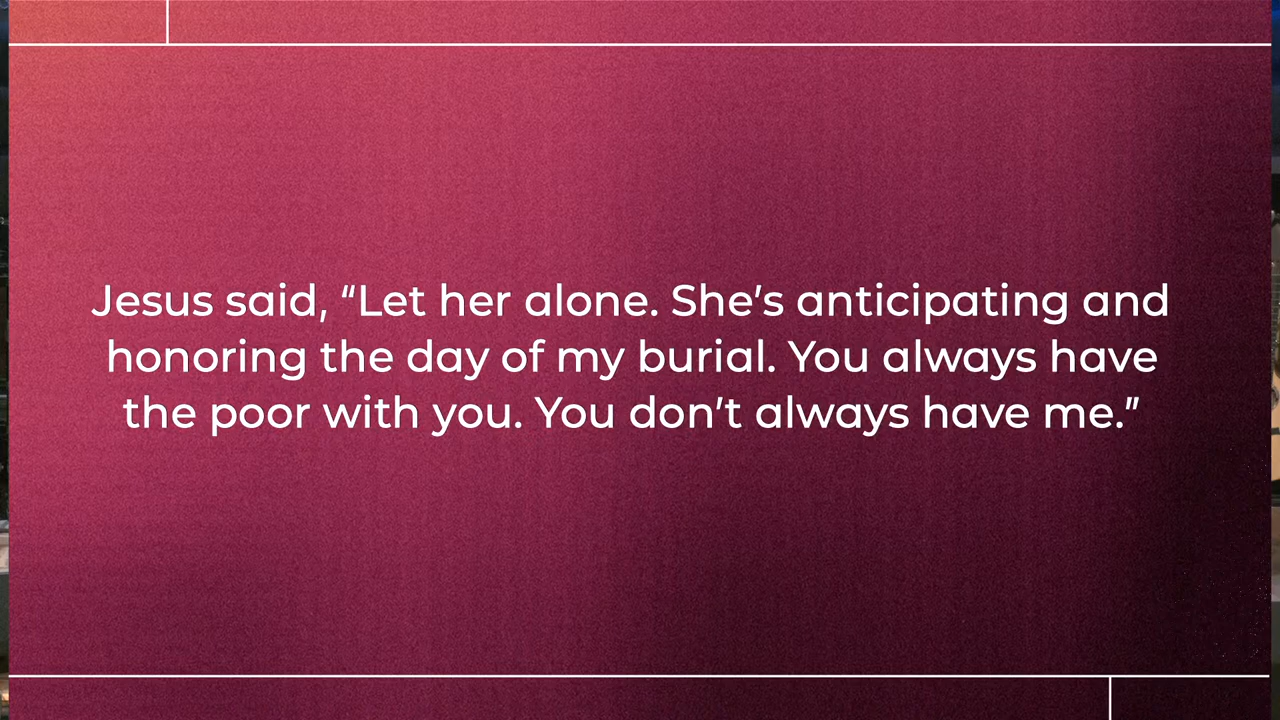 Jesus said, “Let her alone. She’s anticipating and
honoring the day of my burial. You always have
the poor with you. You don’t always have me.”